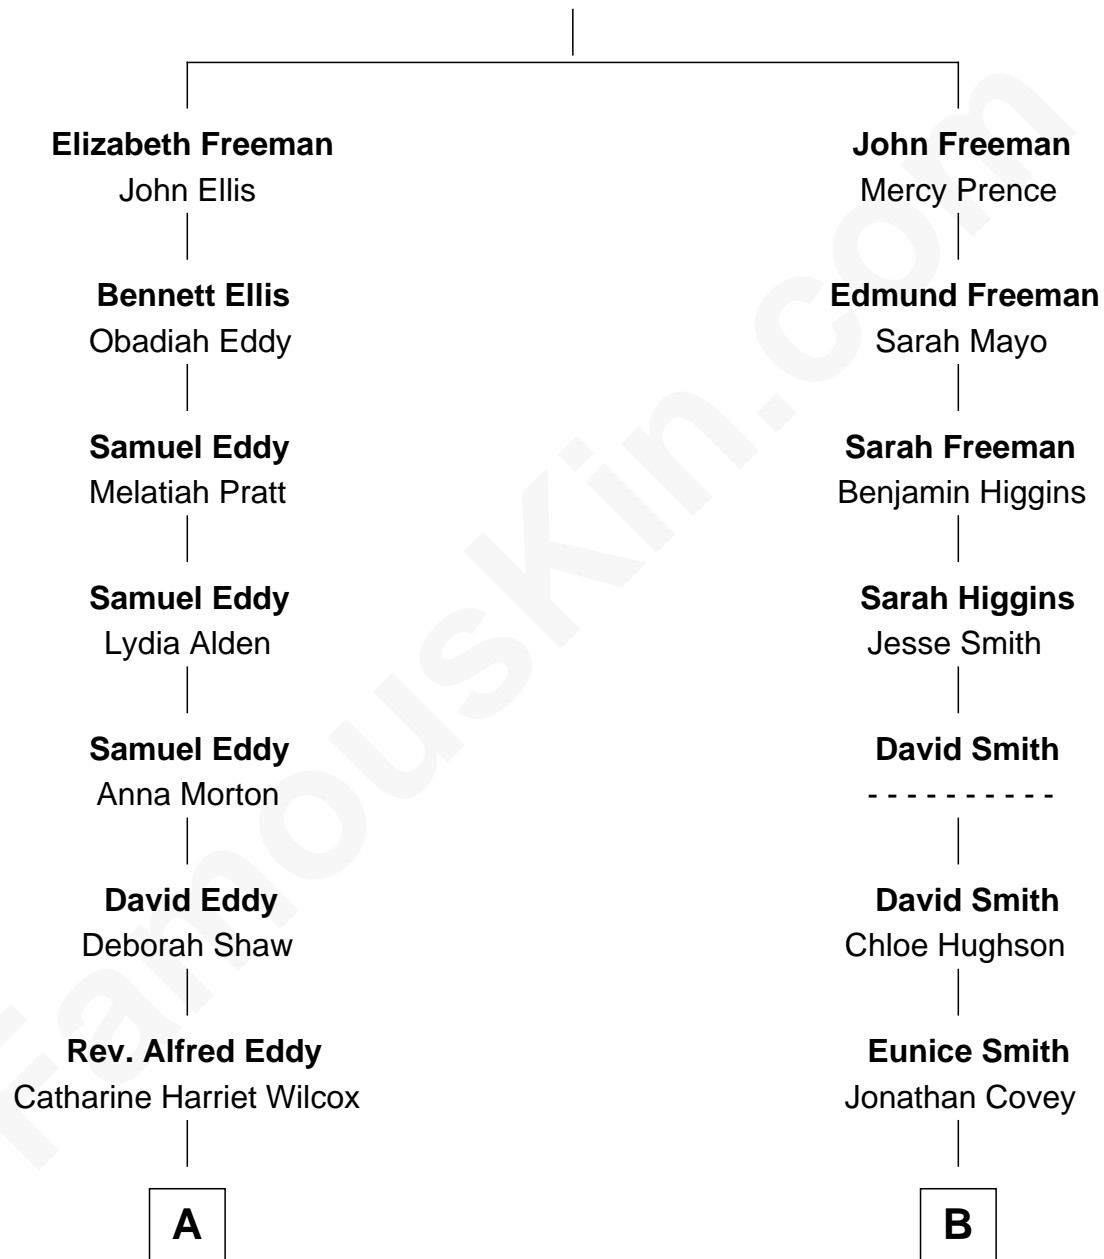 Elizabeth Freeman
John Ellis
Bennett Ellis
Obadiah Eddy
Samuel Eddy
Melatiah Pratt
Samuel Eddy
Lydia Alden
Samuel Eddy
Anna Morton
David Eddy
Deborah Shaw
Rev. Alfred Eddy
Catharine Harriet Wilcox
A
John Freeman
Mercy Prence
Edmund Freeman
Sarah Mayo
Sarah Freeman
Benjamin Higgins
Sarah Higgins
Jesse Smith
David Smith
- - - - - - - - - -
David Smith
Chloe Hughson
Eunice Smith
Jonathan Covey
B
FamousKin.com